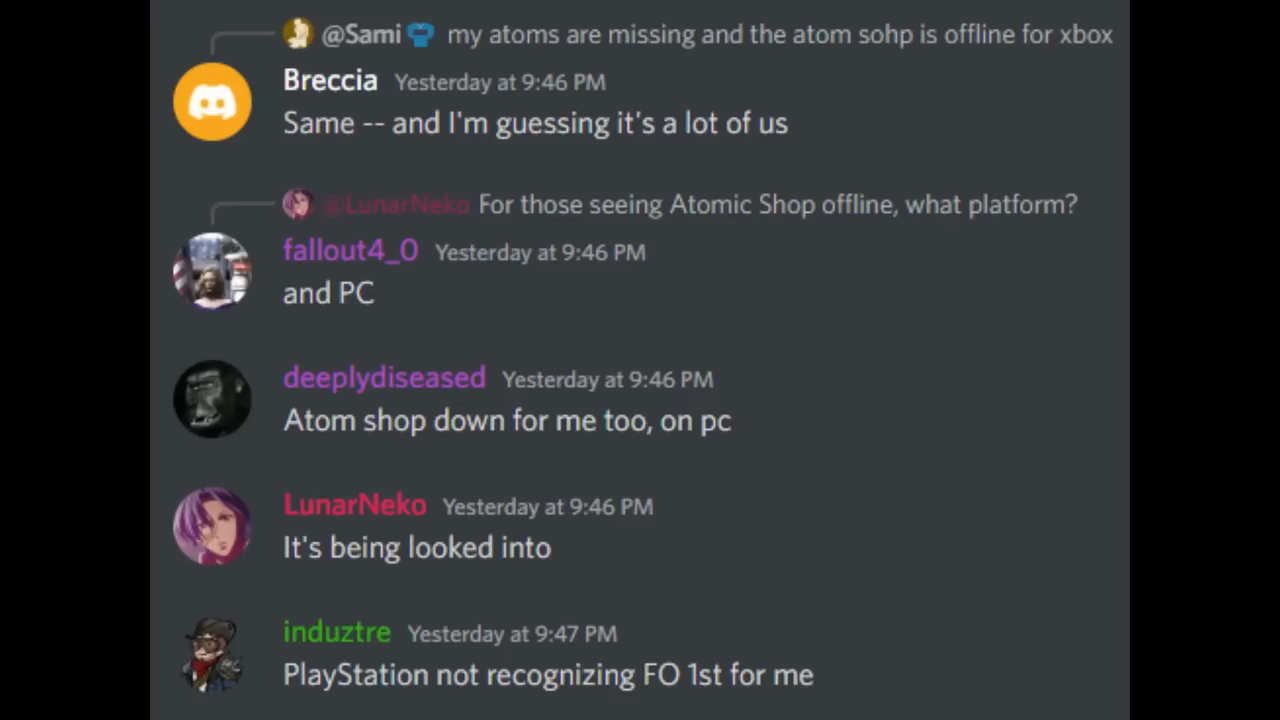 @Sami my atoms are missing and the atom sohp is offline for xbox
Breccia Yesterday at 9:46 PM
Same -- and I'm guessing it's a lot of us
@LunarNeko For those seeing Atomic Shop offline, what platform?
fallout4_0 Yesterday at 9:46 PM
and PC
deeplydiseased Yesterday at 9:46 PM
Atom shop down for me too, on pc
LunarNeko Yesterday at 9:46 PM
It's being looked into
induztre Yesterday at 9:47 PM
PlayStation not recognizing FO 1st for me